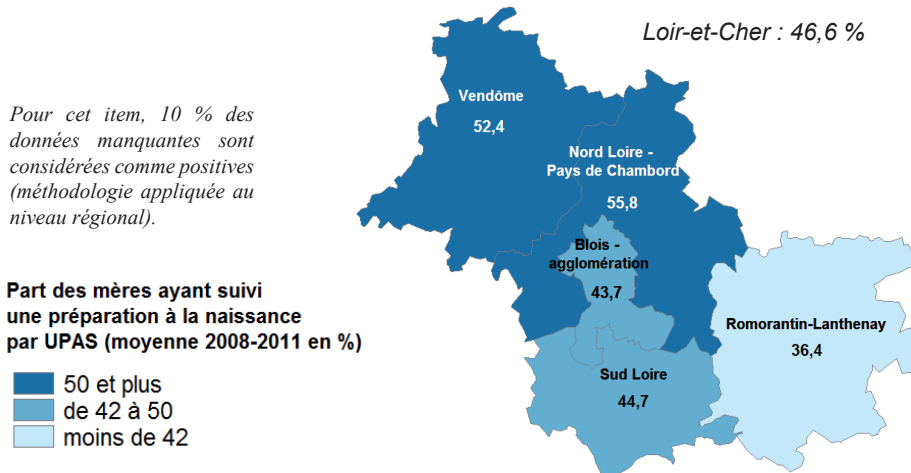 Loir-et-Cher : 46,6 %
Vendôme
52,4
Pour cet item, 10 % des
données manquantes sont
considérées comme positives
(méthodologie appliquée au
niveau régional).
Nord Loire -
Pays de Chambord
55,8
Blois -
agglomération
43,7
Part des mères ayant suivi
une préparation à la naissance
par UPAS (moyenne 2008-2011 en %)
Romorantin-Lanthenay
36,4
Sud Loire
44,7
50 et plus
de 42 à 50
moins de 42